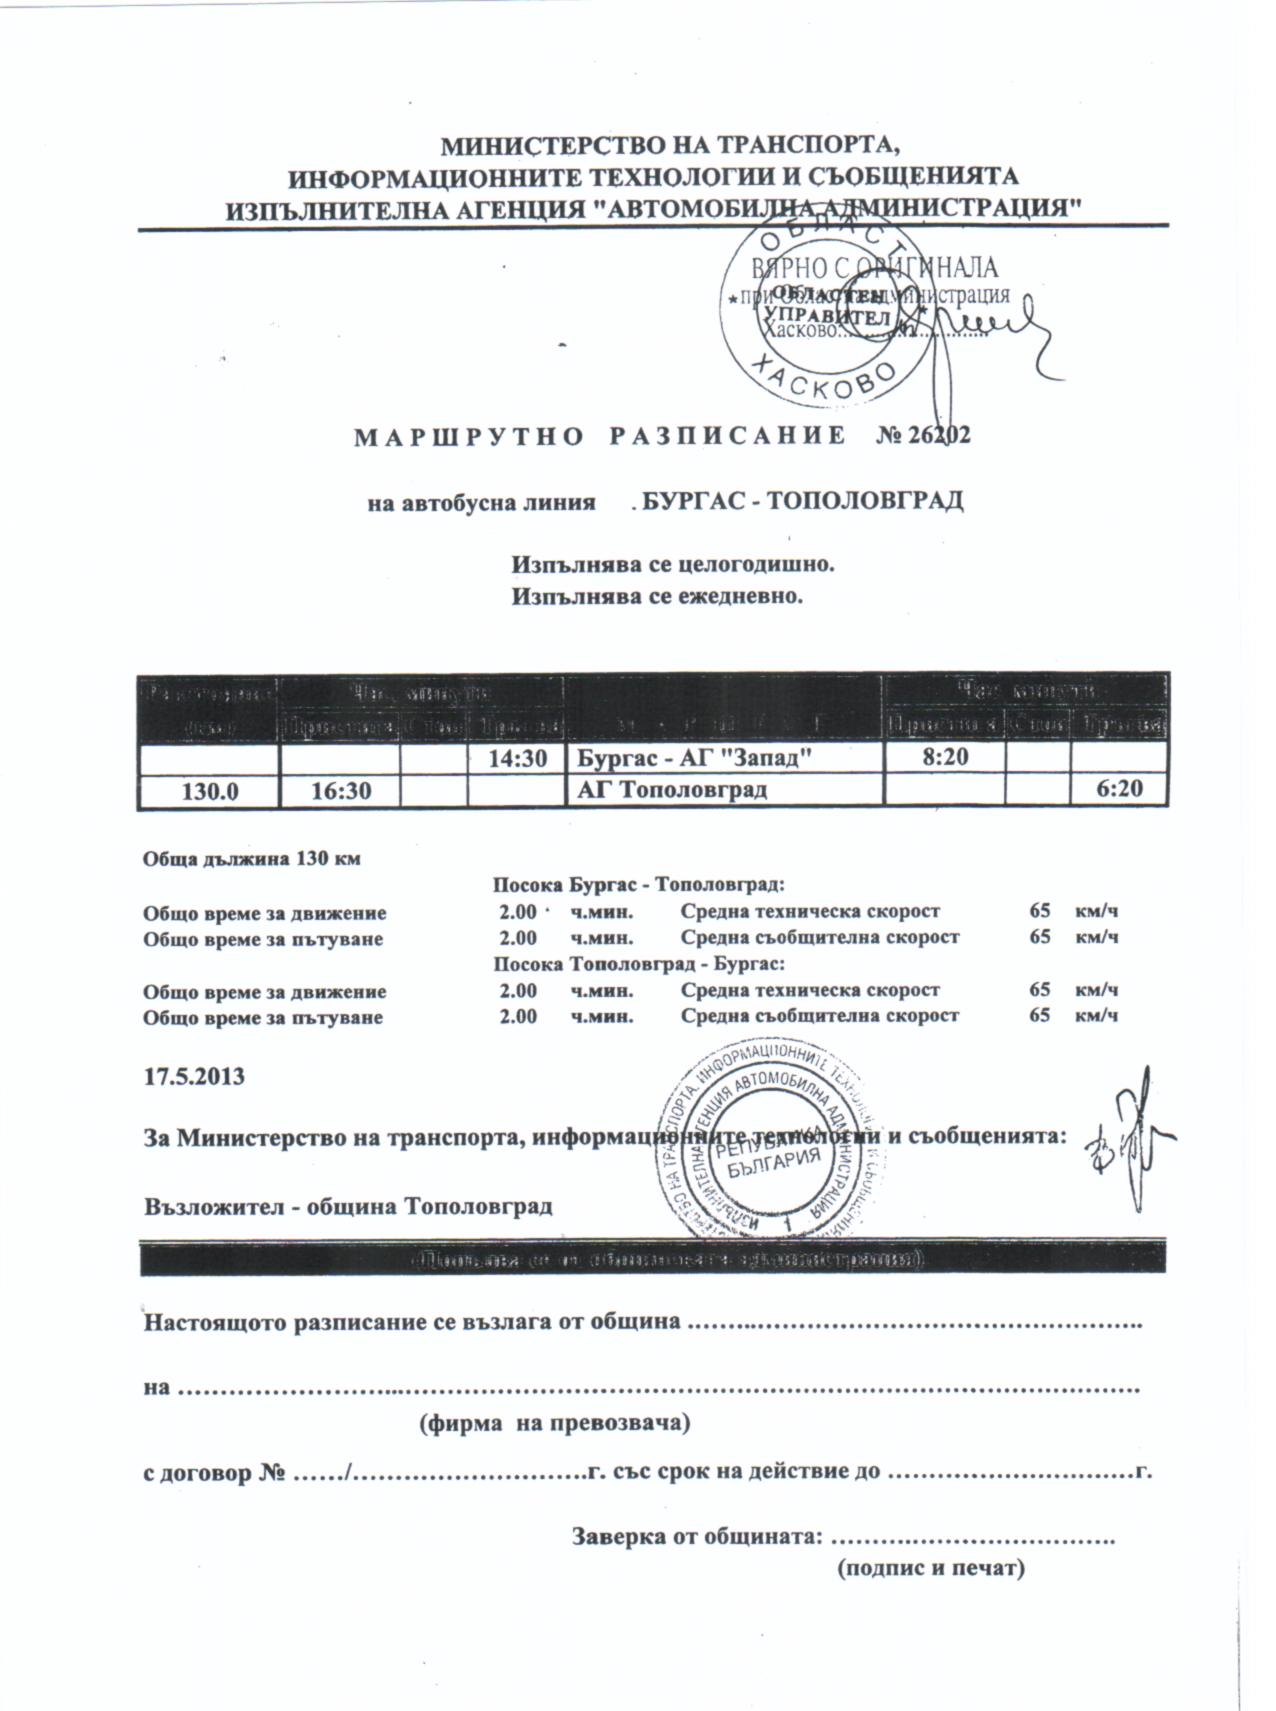 МИНИСТЕРСТВО НА ТРАНСПОРТА,
ИНФОРМАЦИОННИТЕ ТЕХНОЛОГИИ И СЪОБЩЕНИЯТА
ИЗПЪЛНИТЕЛНА АГЕНЦИЯ "АВТОМОБИЛНА АДМИНИСТРАЦИЯ"
ОБЛАСТ
ВЯРНО С ОРИГИНАЛА
при Областна администрация
ОБЛАСТЕН
УПРАВИТЕЛ
Хасково:........................
ХАСКОВО
МАРШРУТНО РАЗПИСАНИЕ № 26202
на автобусна линия . БУРГАС - ТОПОЛОВГРАД
Изпълнява се целогодишно.
Изпълнява се ежедневно.
14:30 Бургас - АГ "Запад" 8:20
130.0 16:30 АГ Тополовград 6:20
Обща дължина 130 км
Посока Бургас - Тополовград:
Общо време за движение 2.00 ч.мин. Средна техническа скорост 65 км/ч
Общо време за пътуване 2.00 ч.мин. Средна съобщителна скорост 65 км/ч
Посока Тополовград - Бургас:
Общо време за движение 2.00 ч.мин. Средна техническа скорост 65 км/ч
Общо време за пътуване 2.00 ч.мин. Средна съобщителна скорост 65 км/ч
17.5.2013
За Министерство на транспорта, информационните технологии и съобщенията:
РЕПУБЛИКА
БЪЛГАРИЯ
1
Възложител - община Тополовград
Настоящото разписание се възлага от община ……...…………………………………………..
на ……………………...…………………………………………………………………………….
(фирма на превозвача)
с договор № ……/……………………….г. със срок на действие до ………………………..г.
Заверка от общината: …………………………….
(подпис и печат)